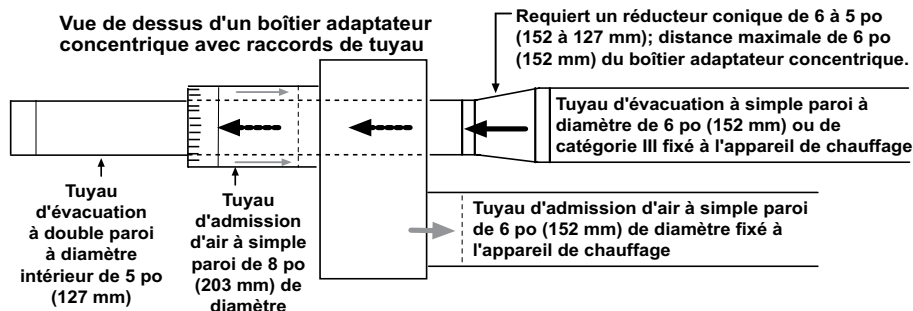 Vue de dessus d'un boîtier adaptateur
concentrique avec raccords de tuyau
Requiert un réducteur conique de 6 à 5 po
(152 à 127 mm); distance maximale de 6 po
(152 mm) du boîtier adaptateur concentrique.
Tuyau d'évacuation à simple paroi à
diamètre de 6 po (152 mm) ou de
catégorie III fixé à l'appareil de chauffage
Tuyau
d'évacuation
à double paroi
à diamètre
intérieur de 5 po
(127 mm)
Tuyau
d'admission
d'air à simple
paroi de 8 po
(203 mm) de
diamètre
Tuyau d'admission d'air à simple paroi
de 6 po (152 mm) de diamètre fixé à
l'appareil de chauffage